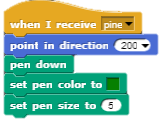 when I receive pine
point in direction 200
pen down
set pen color to
set pen size to 5